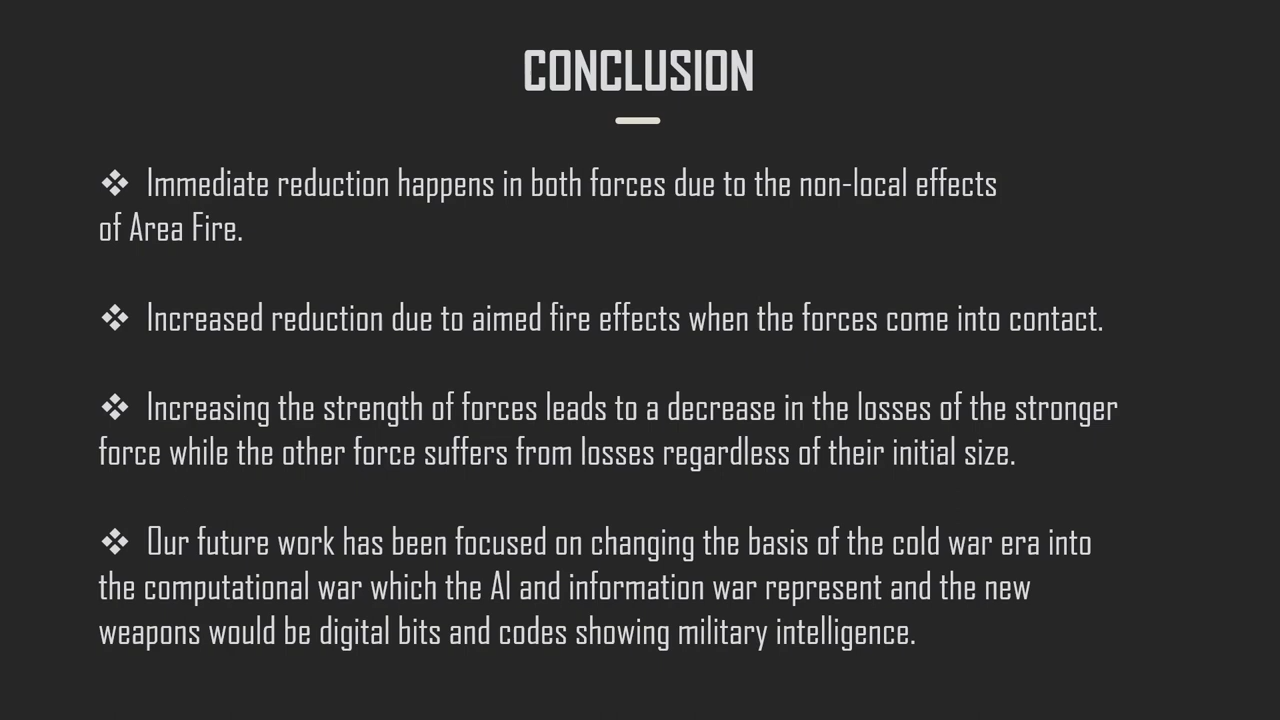 CONCLUSION
❖ Immediate reduction happens in both forces due to the non-local effects
of Area Fire.
❖ Increased reduction due to aimed fire effects when the forces come into contact.
❖ Increasing the strength of forces leads to a decrease in the losses of the stronger
force while the other force suffers from losses regardless of their initial size.
❖ Our future work has been focused on changing the basis of the cold war era into
the computational war which the AI and information war represent and the new
weapons would be digital bits and codes showing military intelligence.